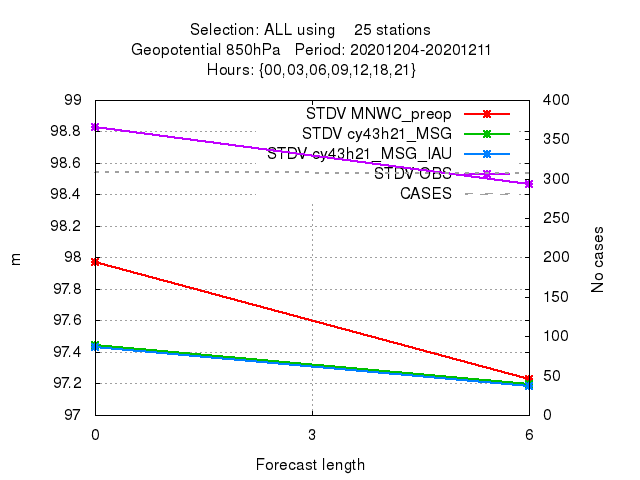 Selection: ALL using    25 stations
Geopotential 850hPa   Period: 20201204-20201211
Hours: {00,03,06,09,12,18,21}
STDV MNWC_preop
STDV cy43h21_MSG
STDV cy43h21_MSG_IAU
STDV OBS
CASES
99
98.8
98.6
98.4
98.2
98
97.8
97.6
97.4
97.2
97
400
350
300
250
200
150
100
50
0
m
No cases
0 3 6
Forecast length